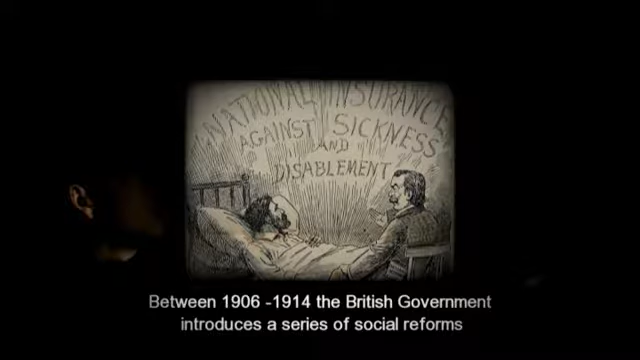 NATIONAL INSURANCE
AGAINST SICKNESS
AND
DISABLEMENT
Between 1906 -1914 the British Government
introduces a series of social reforms